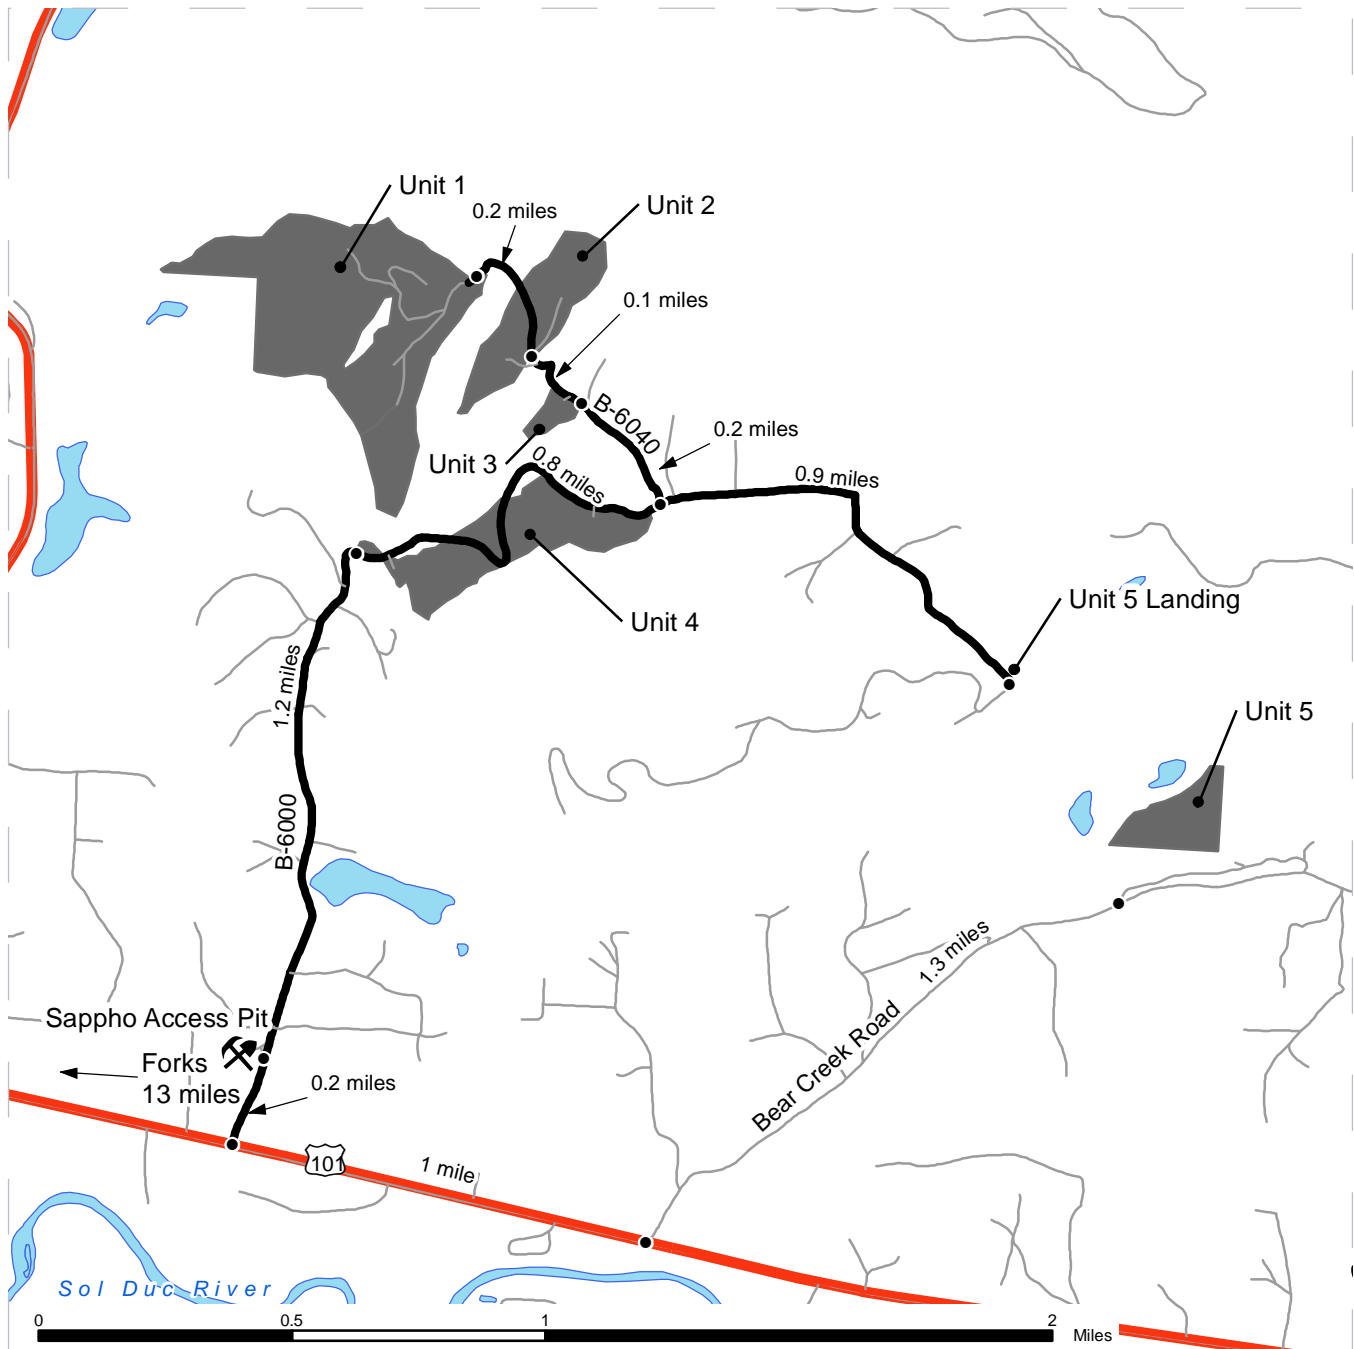 Unit 1
0.2 miles
Unit 2
0.1 miles
B-6040
0.2 miles
Unit 3
0.8 miles
0.9 miles
Unit 4
Unit 5 Landing
1.2 miles
Unit 5
B-6000
1.3 miles
Bear Creek Road
Sappho Access Pit
Forks
13 miles
0.2 miles
101
1 mile
Sol Duc River
0 0.5 1 2 Miles